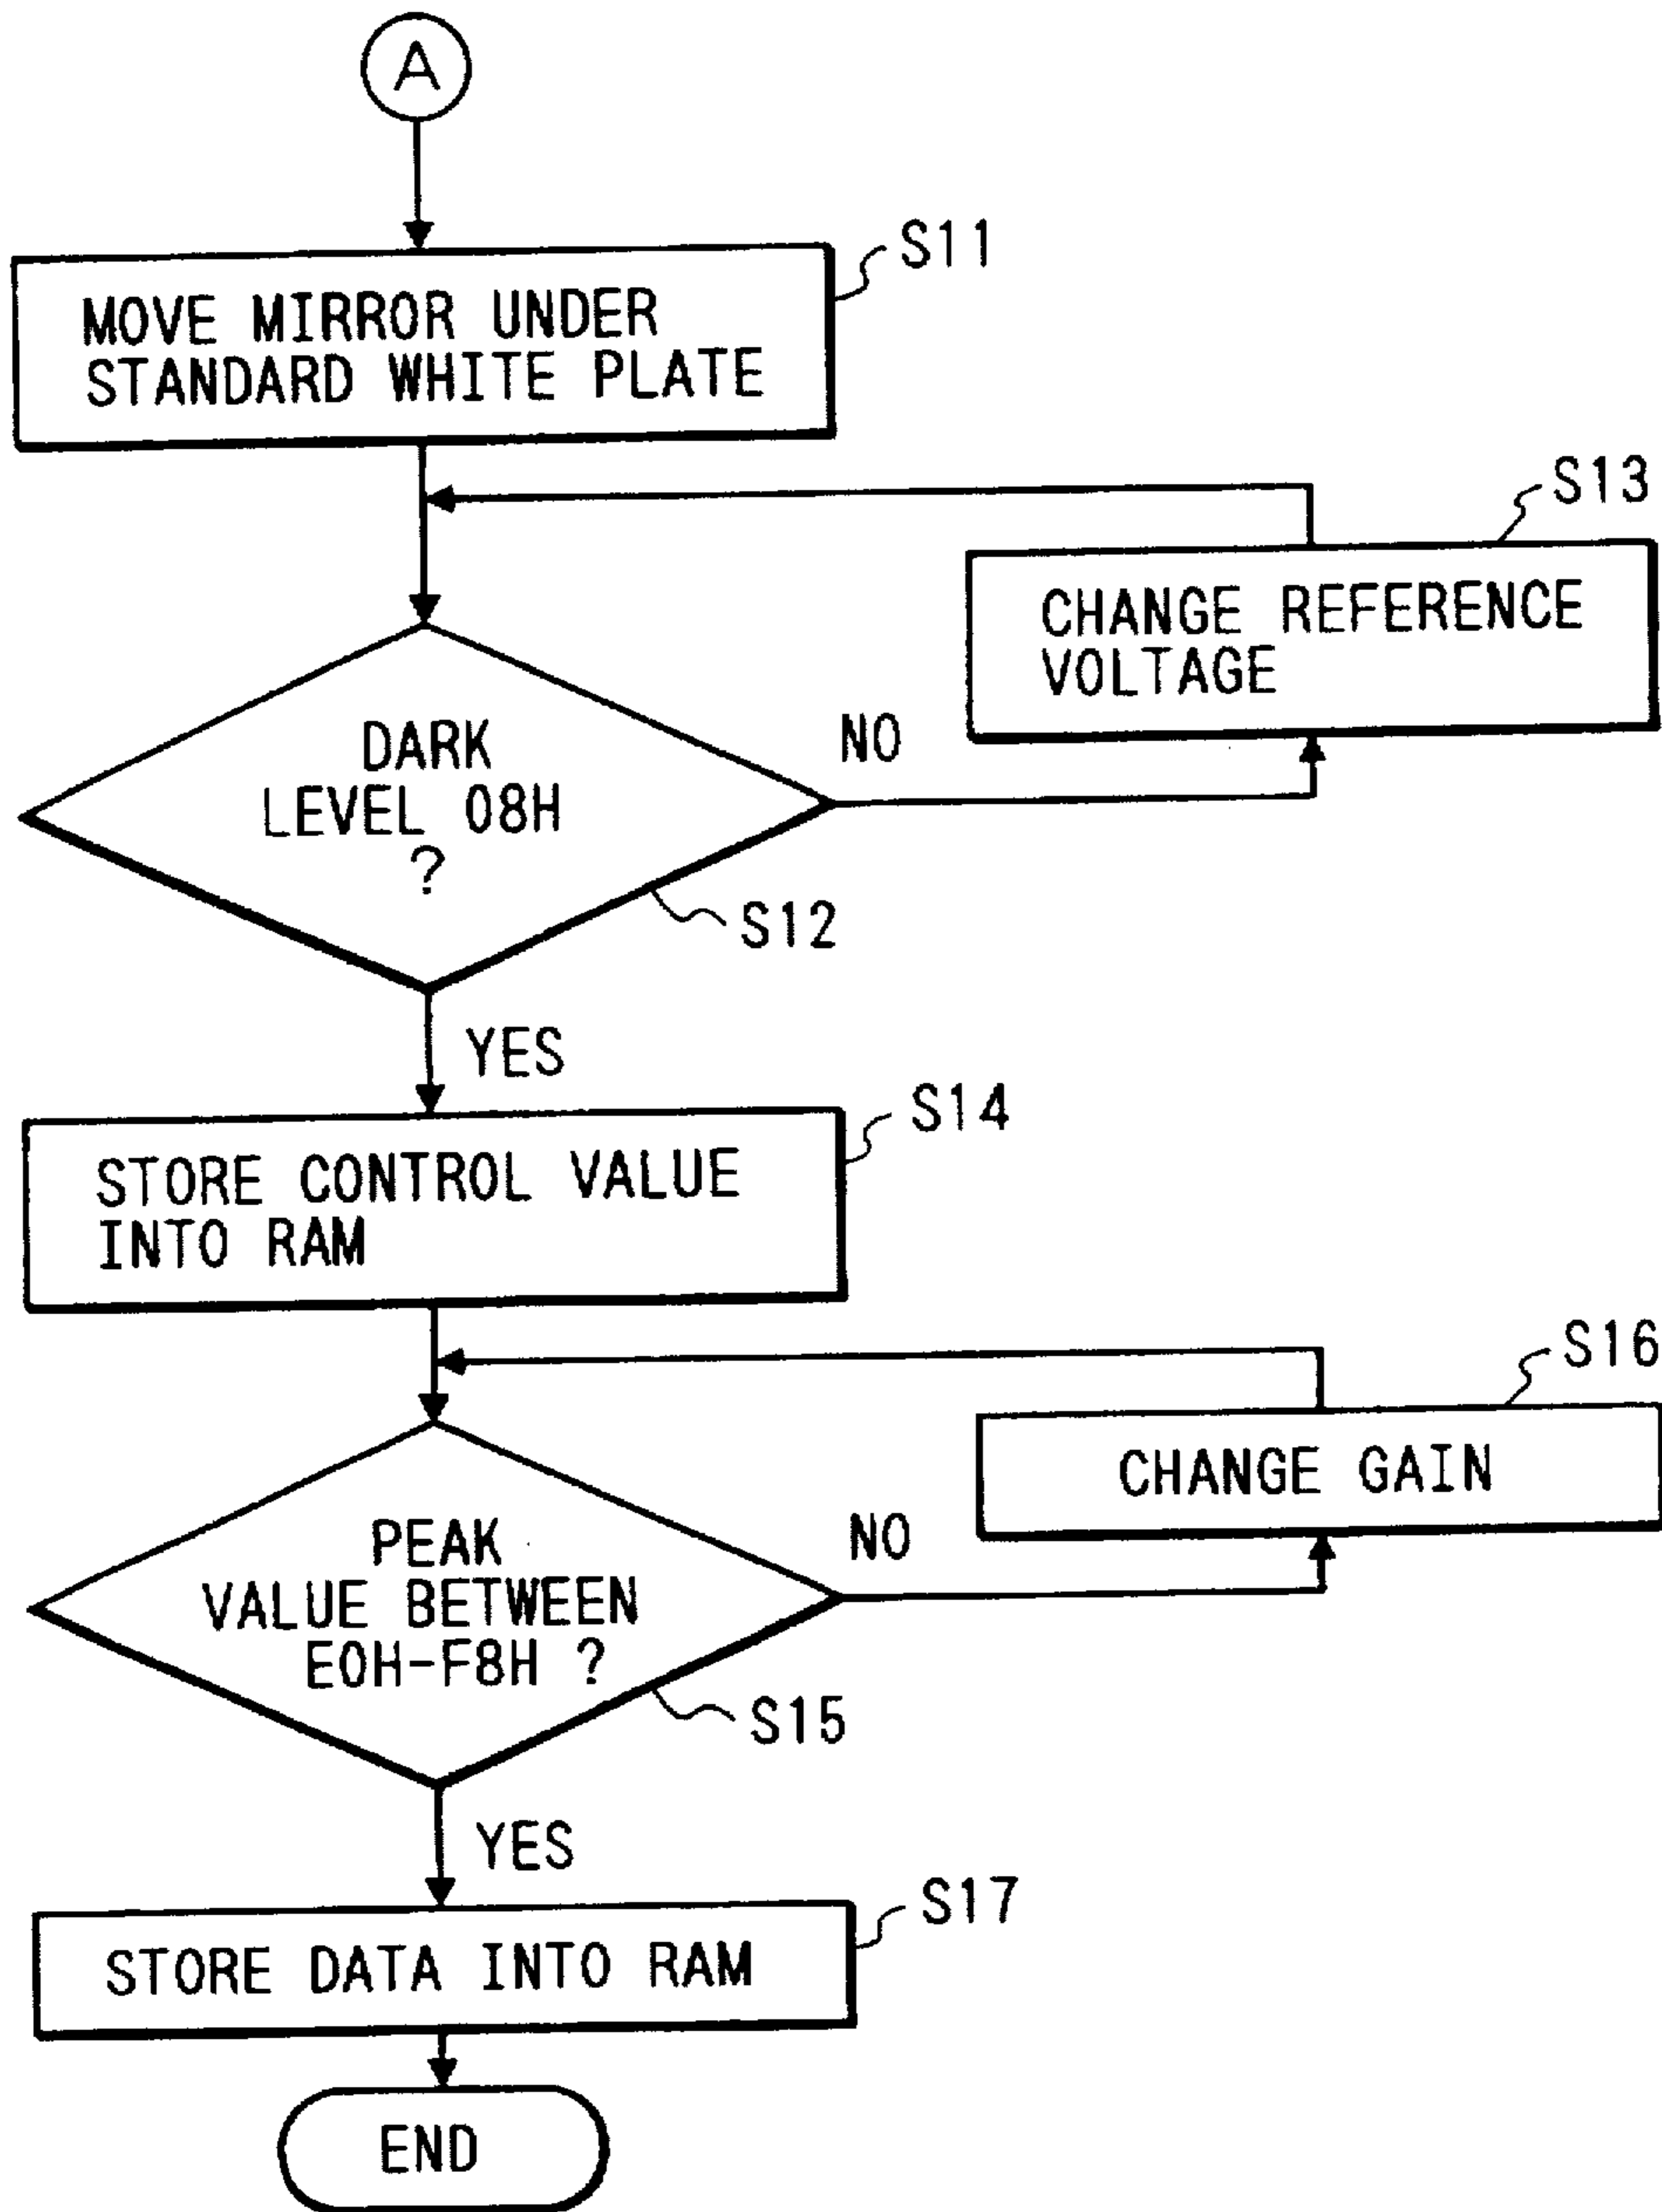 A
S11
MOVE MIRROR UNDER
STANDARD WHITE PLATE
S13
CHANGE REFERENCE
VOLTAGE
DARK
LEVEL 08H
?
NO
S12
YES
S14
STORE CONTROL VALUE
INTO RAM
S16
CHANGE GAIN
PEAK
VALUE BETWEEN
E0H-F8H ?
NO
S15
YES
S17
STORE DATA INTO RAM
END